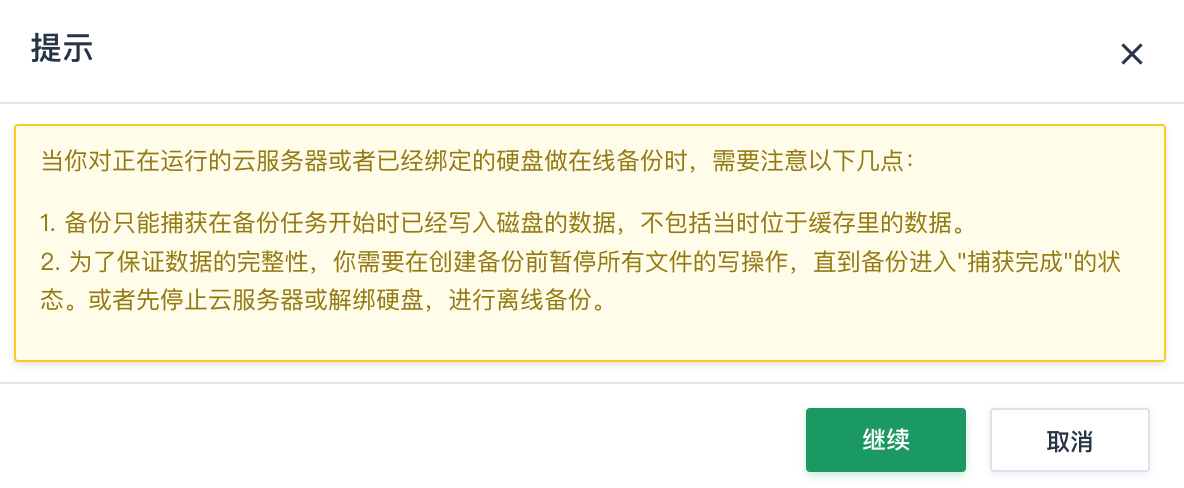 提示
当你对正在运行的云服务器或者已经绑定的硬盘做在线备份时，需要注意以下几点：
1. 备份只能捕获在备份任务开始时已经写入磁盘的数据，不包括当时位于缓存里的数据。
2. 为了保证数据的完整性，你需要在创建备份前暂停所有文件的写操作，直到备份进入"捕获完成"的状
态。或者先停止云服务器或解绑硬盘，进行离线备份。
继续
取消